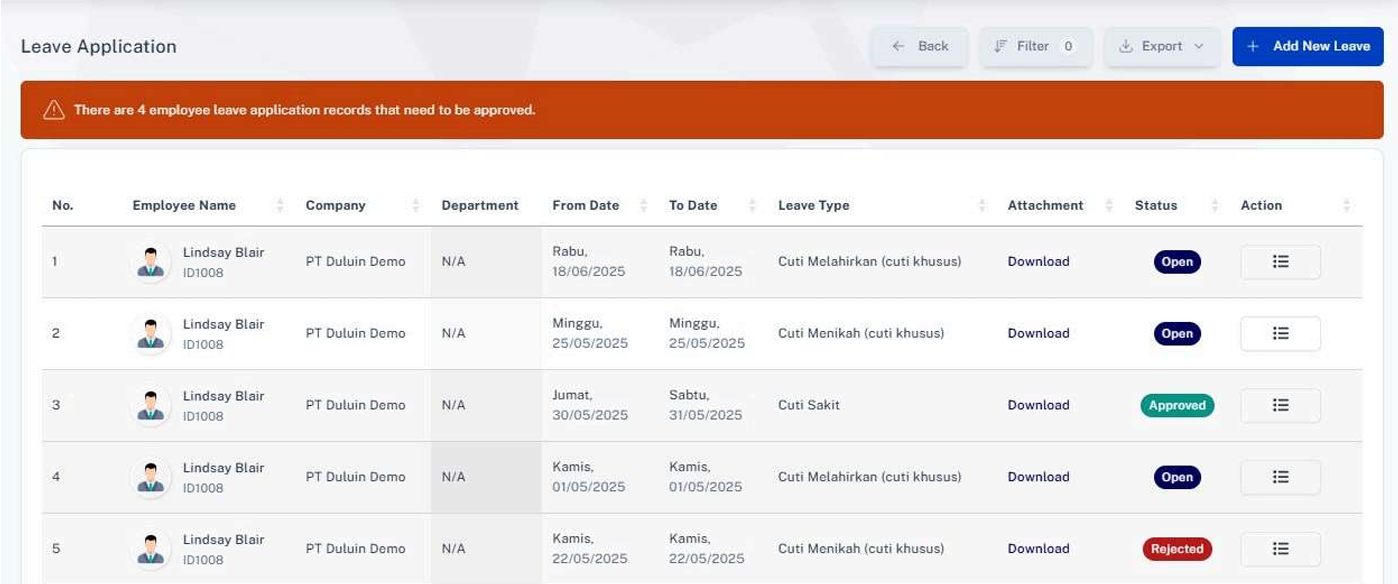 Leave Application
Back
Filter 0
Export
+ Add New Leave
There are 4 employee leave application records that need to be approved.
No. Employee Name Company Department From Date To Date Leave Type Attachment Status Action
1 Lindsay Blair ID1008 PT Duluin Demo N/A Rabu, 18/06/2025 Rabu, 18/06/2025 Cuti Melahirkan (cuti khusus) Download Open
2 Lindsay Blair ID1008 PT Duluin Demo N/A Minggu, 25/05/2025 Minggu, 25/05/2025 Cuti Menikah (cuti khusus) Download Open
3 Lindsay Blair ID1008 PT Duluin Demo N/A Jumat, 30/05/2025 Sabtu, 31/05/2025 Cuti Sakit Download Approved
4 Lindsay Blair ID1008 PT Duluin Demo N/A Kamis, 01/05/2025 Kamis, 01/05/2025 Cuti Melahirkan (cuti khusus) Download Open
5 Lindsay Blair ID1008 PT Duluin Demo N/A Kamis, 22/05/2025 Kamis, 22/05/2025 Cuti Menikah (cuti khusus) Download Rejected